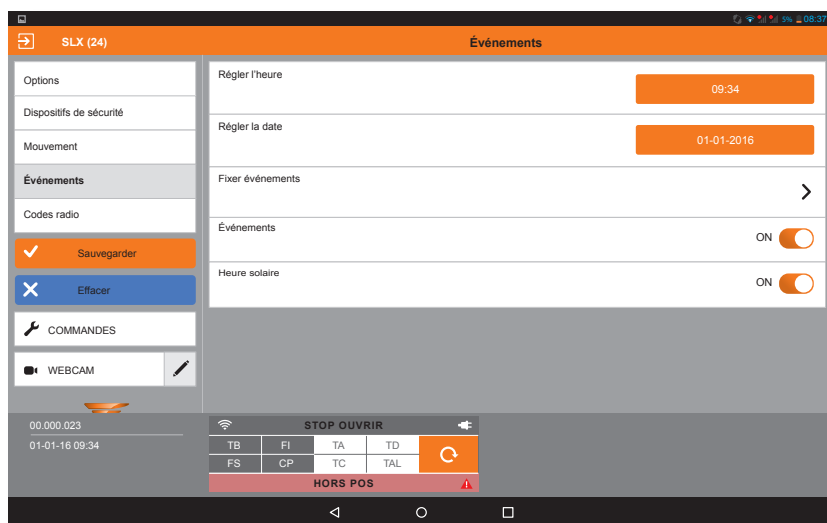 5% 08:37
SLX (24)
Événements
Options
Dispositifs de sécurité
Mouvement
Événements
Codes radio
Sauvegarder
Effacer
COMMANDES
WEBCAM
Régler l'heure
09:34
Régler la date
01-01-2016
Fixer événements
Événements
ON
Heure solaire
ON
00.000.023
01-01-16 09:34
STOP OUVRIR
TB FI TA TD
FS CP TC TAL
HORS POS